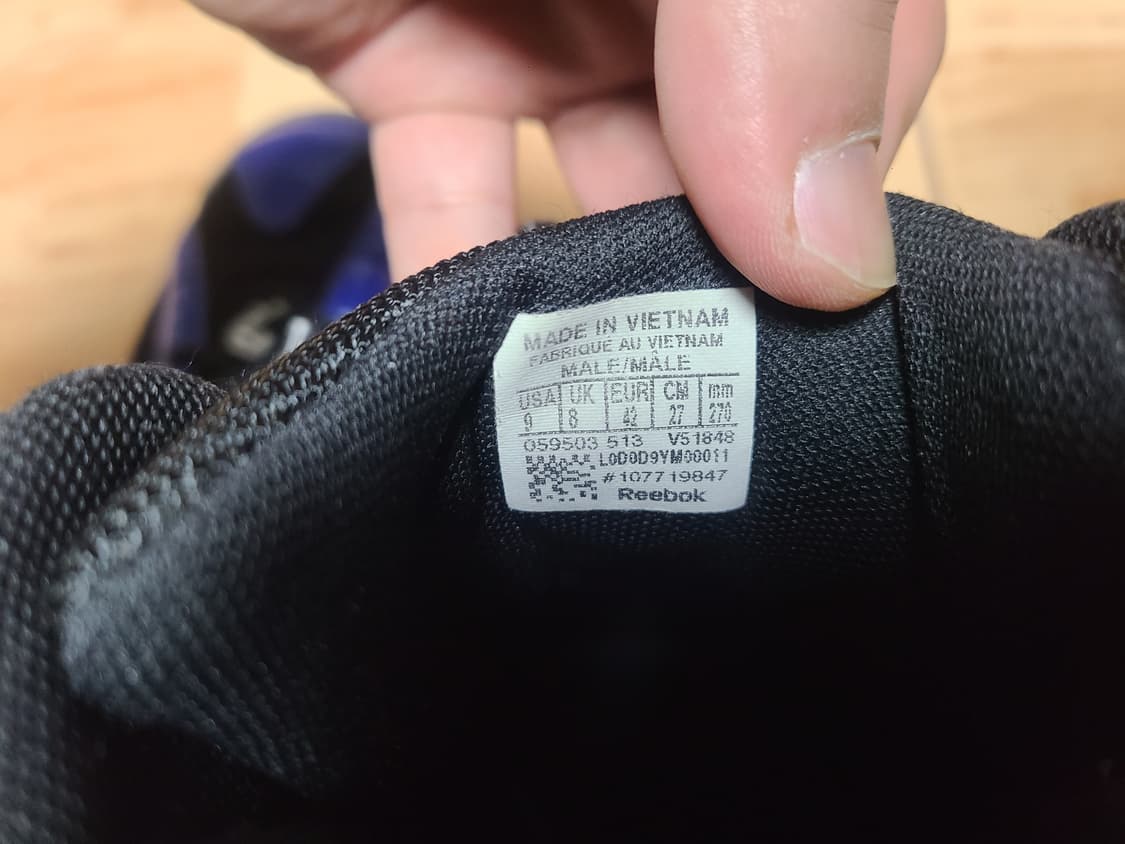 MADE IN VIETNAM
FABRIQUÉ AU VIETNAM
MALE/MÂLE
USA UK EUR CM mm
9 8 42 27 270
059503 513 V51848
L0D0D9YM00011
#107719847
Reebok